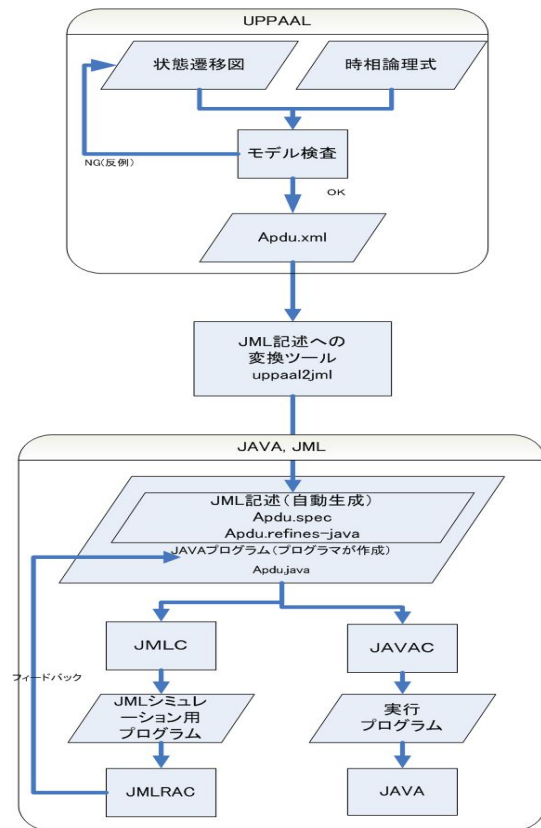 UPPAAL
状態遷移図
時相論理式
モデル検査
NG(反例)
OK
Apdu.xml
JML記述への
変換ツール
uppaal2jml
JAVA, JML
JML記述(自動生成)
Apdu.spec
Apdu.refines-java
JAVAプログラム(プログラマが作成)
Apdu.java
JMLC
JAVAC
フィードバック
JMLシミュレ
ーション用
プログラム
実行
プログラム
JMLRAC
JAVA